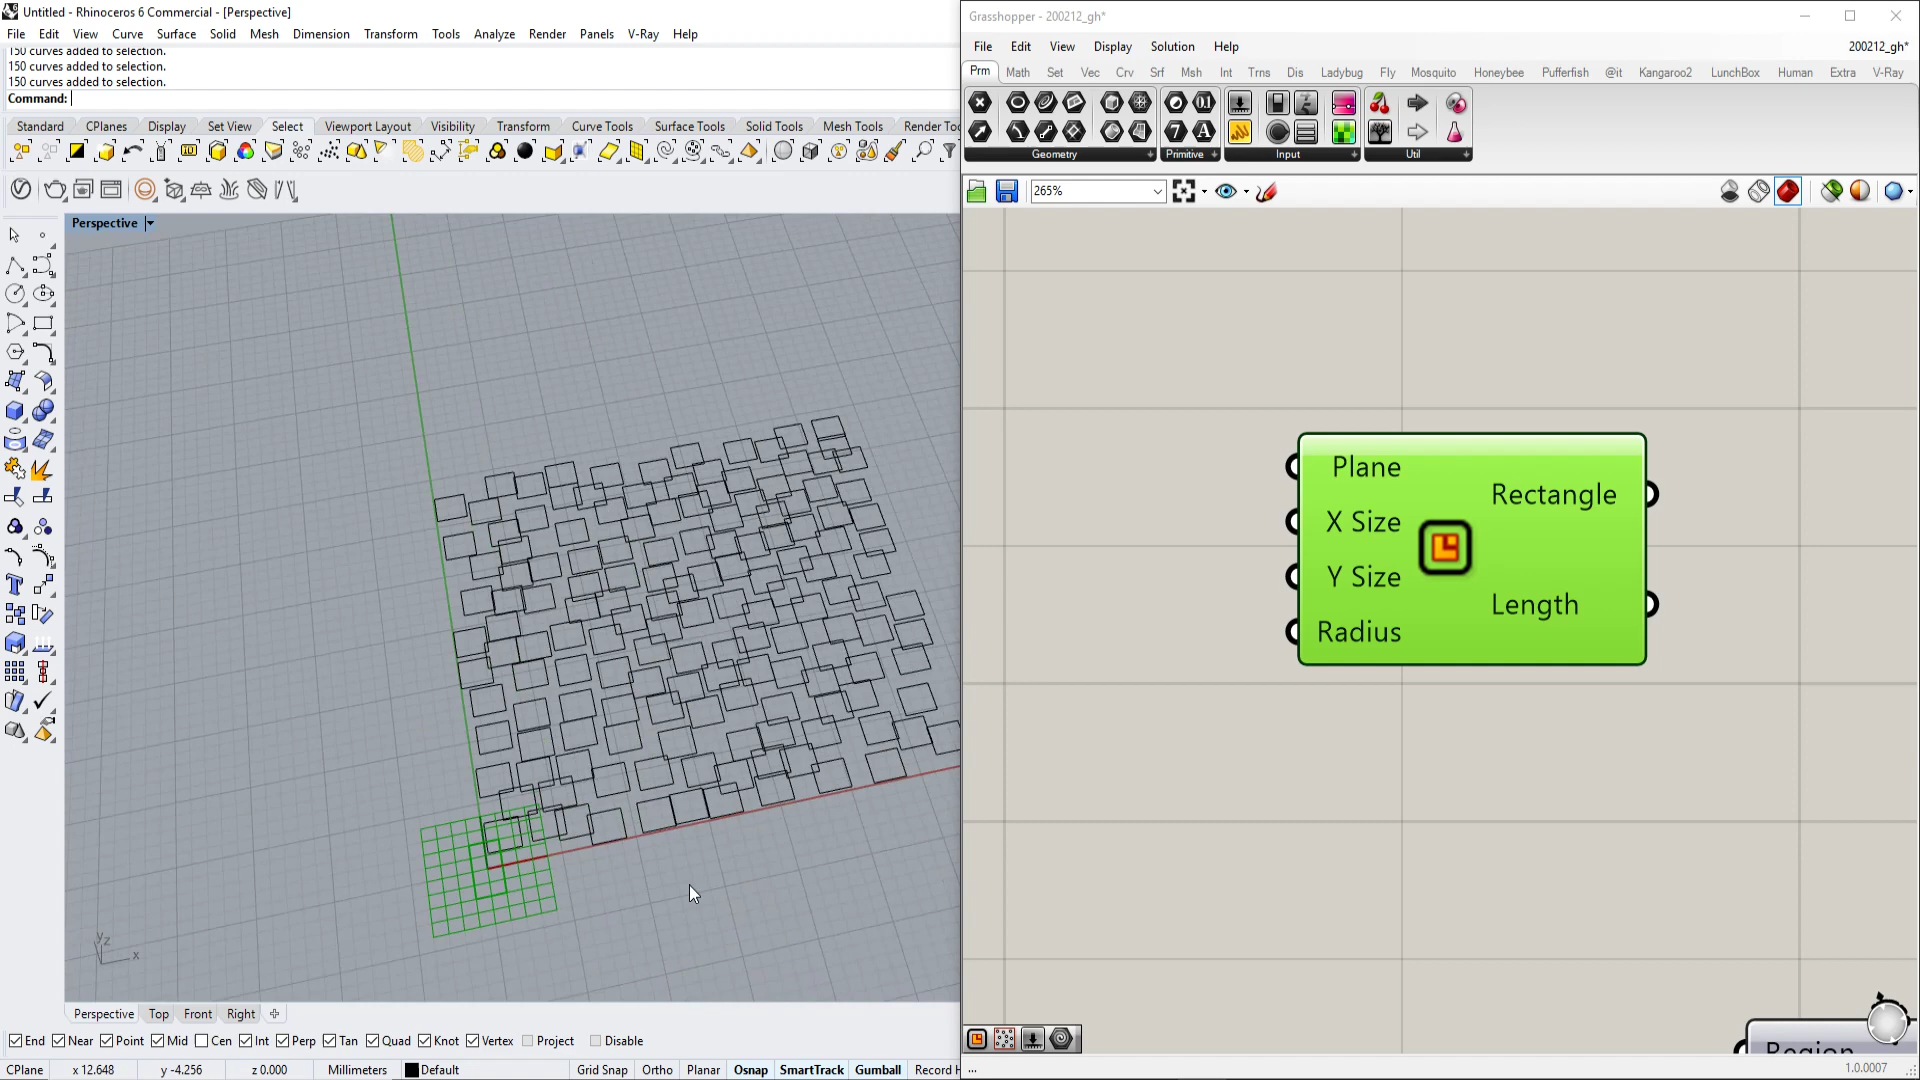 Untitled - Rhinoceros 6 Commercial - [Perspective]
File Edit View Curve Surface Solid Mesh Dimension Transform Tools Analyze Render Panels V-Ray Help
150 curves added to selection.
150 curves added to selection.
150 curves added to selection.
Command:
Standard CPlanes Display Set View Select Viewport Layout Visibility Transform Curve Tools Surface Tools Solid Tools Mesh Tools Render Too
Perspective
z
y
x
Perspective Top Front Right
End Near Point Mid Cen Int Perp Tan Quad Knot Vertex Project Disable
CPlane x 12.648 y -4.256 z 0.000 Millimeters Default Grid Snap Ortho Planar Osnap SmartTrack Gumball Record H
Grasshopper - 200212_gh*
File Edit View Display Solution Help 200212_gh*
Prm Math Set Vec Crv Srf Msh Int Trns Dis Ladybug Fly Mosquito Honeybee Pufferfish @it Kangaroo2 LunchBox Human Extra V-Ray
Geometry Primitive Input Util
265%
Plane
X Size
Y Size
Radius
Rectangle
Length
Region
...
1.0.0007